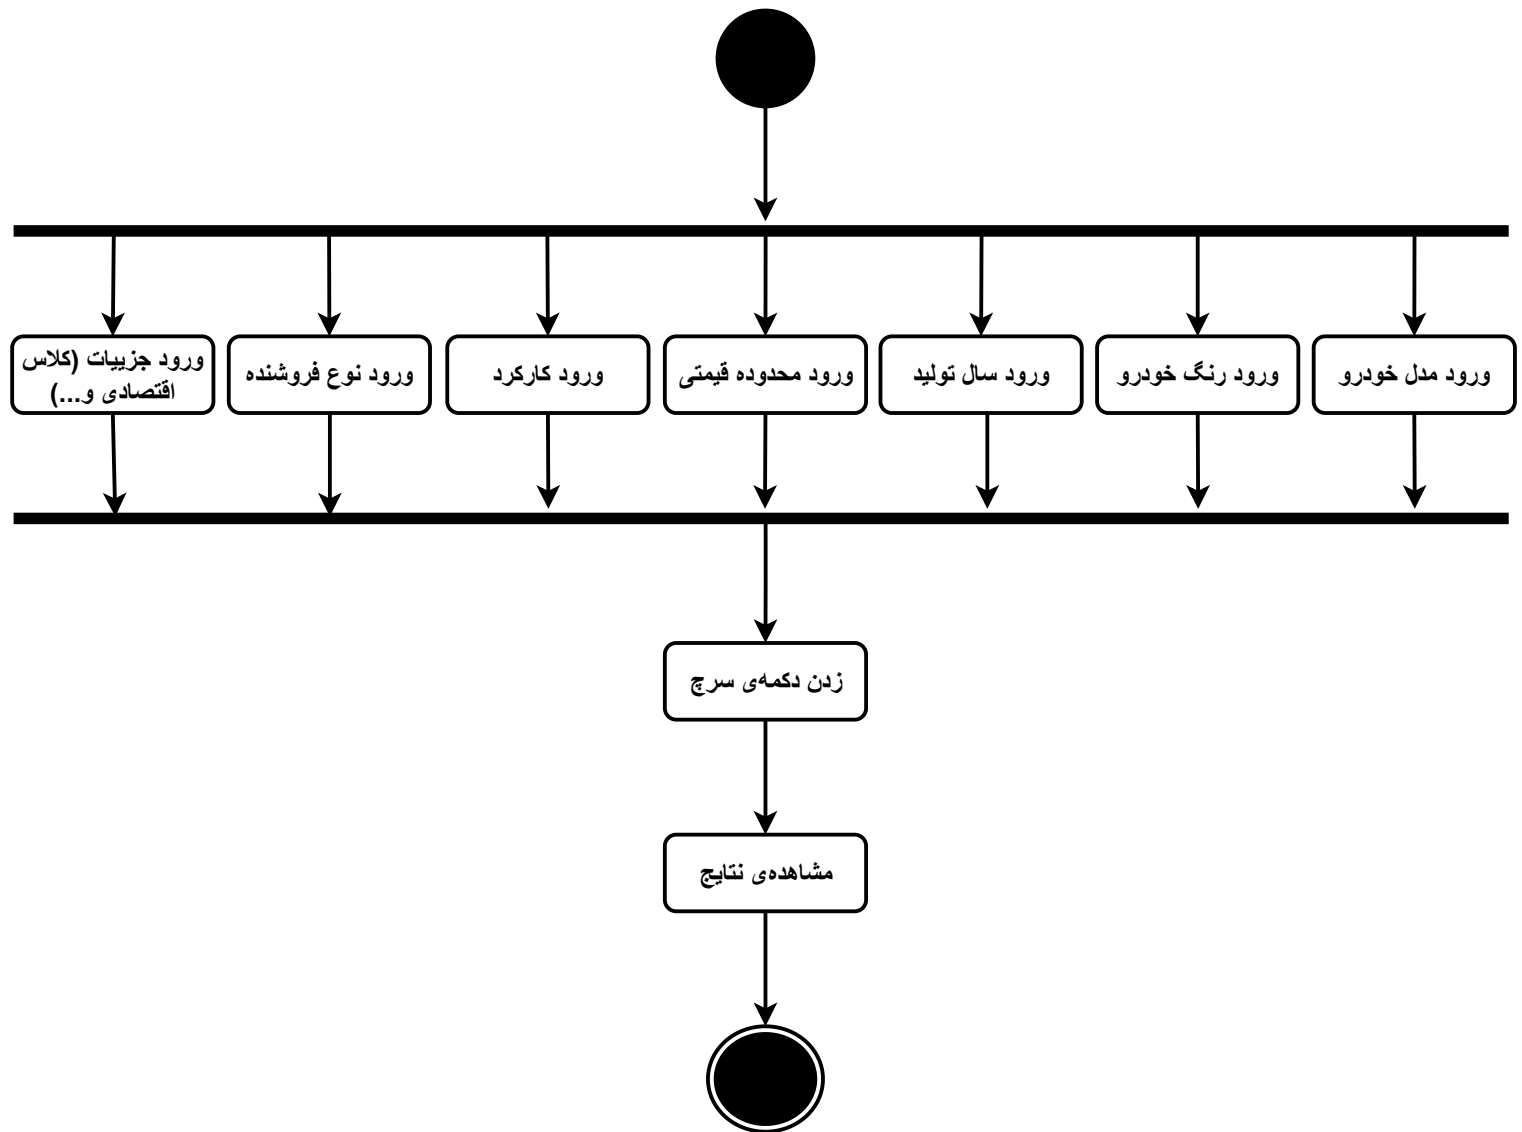 ورود مدل خودرو
ورود رنگ خودرو
ورود سال تولید
ورود محدوده قیمتی
ورود کارکرد
ورود نوع فروشنده
ورود جزییات (کلاس
اقتصادی و...)
زدن دکمه‌ی سرچ
مشاهده‌ی نتایج